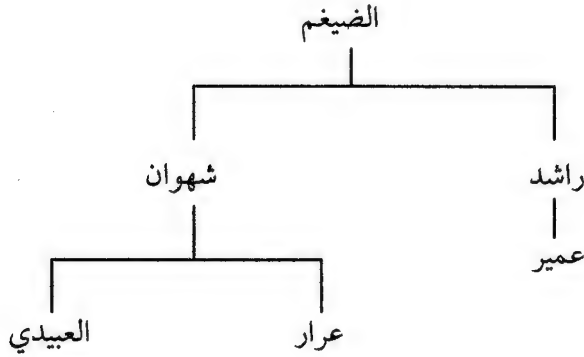 الضيغم
راشد
شهوان
عمير
عرار
العبيدي